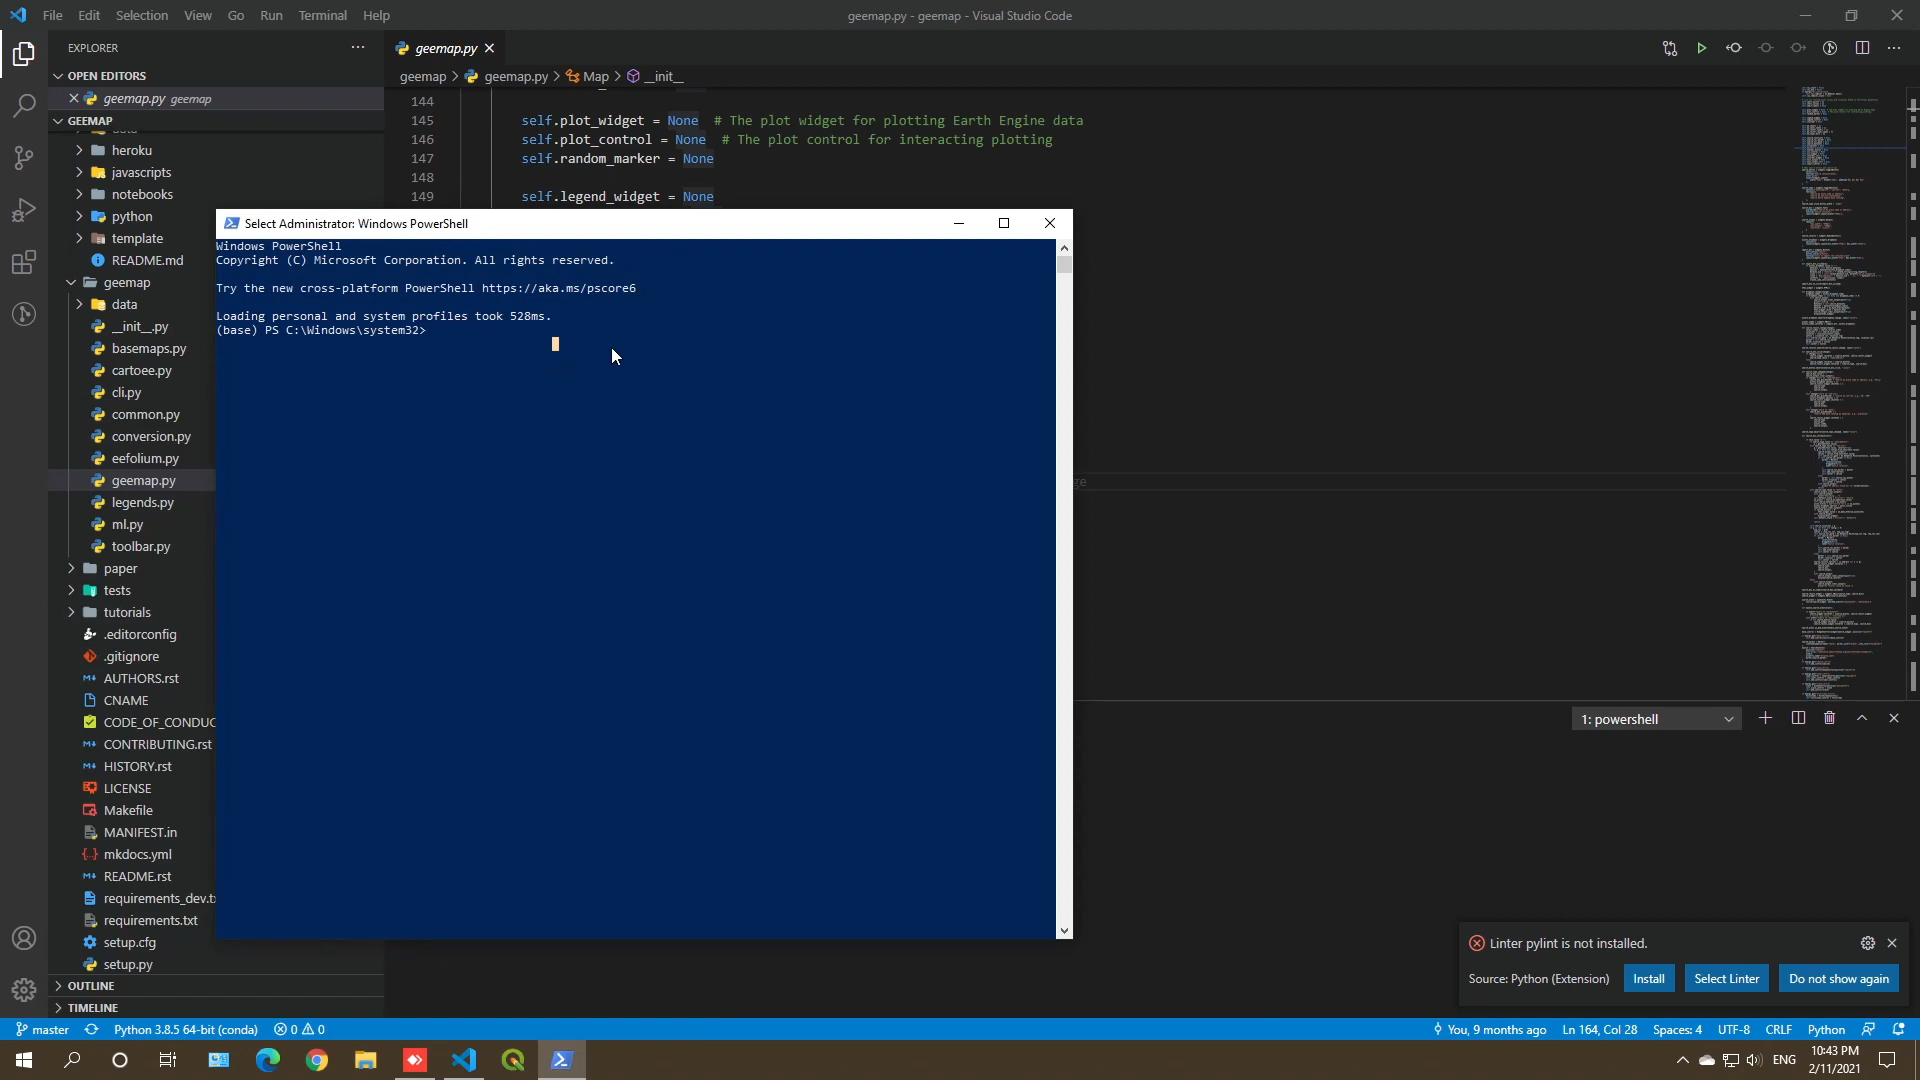 File Edit Selection View Go Run Terminal Help
geemap.py - geemap - Visual Studio Code
EXPLORER
OPEN EDITORS
geemap.py geemap
GEEMAP
heroku
javascripts
notebooks
python
template
README.md
geemap
data
__init__.py
basemaps.py
cartoee.py
cli.py
common.py
conversion.py
eefolium.py
geemap.py
legends.py
ml.py
toolbar.py
paper
tests
tutorials
.editorconfig
.gitignore
AUTHORS.rst
CNAME
CODE_OF_CONDUC
CONTRIBUTING.rst
HISTORY.rst
LICENSE
Makefile
MANIFEST.in
mkdocs.yml
README.rst
requirements_dev.tx
requirements.txt
setup.cfg
setup.py
OUTLINE
TIMELINE
geemap.py
geemap > geemap.py > Map > __init__
144
145 self.plot_widget = None # The plot widget for plotting Earth Engine data
146 self.plot_control = None # The plot control for interacting plotting
147 self.random_marker = None
148
149 self.legend_widget = None
Select Administrator: Windows PowerShell
Windows PowerShell
Copyright (C) Microsoft Corporation. All rights reserved.
Try the new cross-platform PowerShell https://aka.ms/pscore6
Loading personal and system profiles took 528ms.
(base) PS C:\Windows\system32>
1: powershell
Linter pylint is not installed.
Source: Python (Extension)
Install
Select Linter
Do not show again
master
Python 3.8.5 64-bit (conda)
0 0
You, 9 months ago
Ln 164, Col 28
Spaces: 4
UTF-8
CRLF
Python
ENG
10:43 PM
2/11/2021